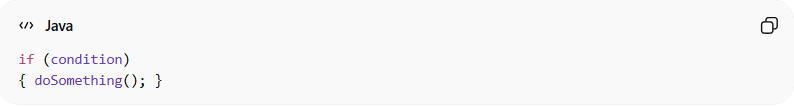 Java
if (condition)
{ doSomething(); }